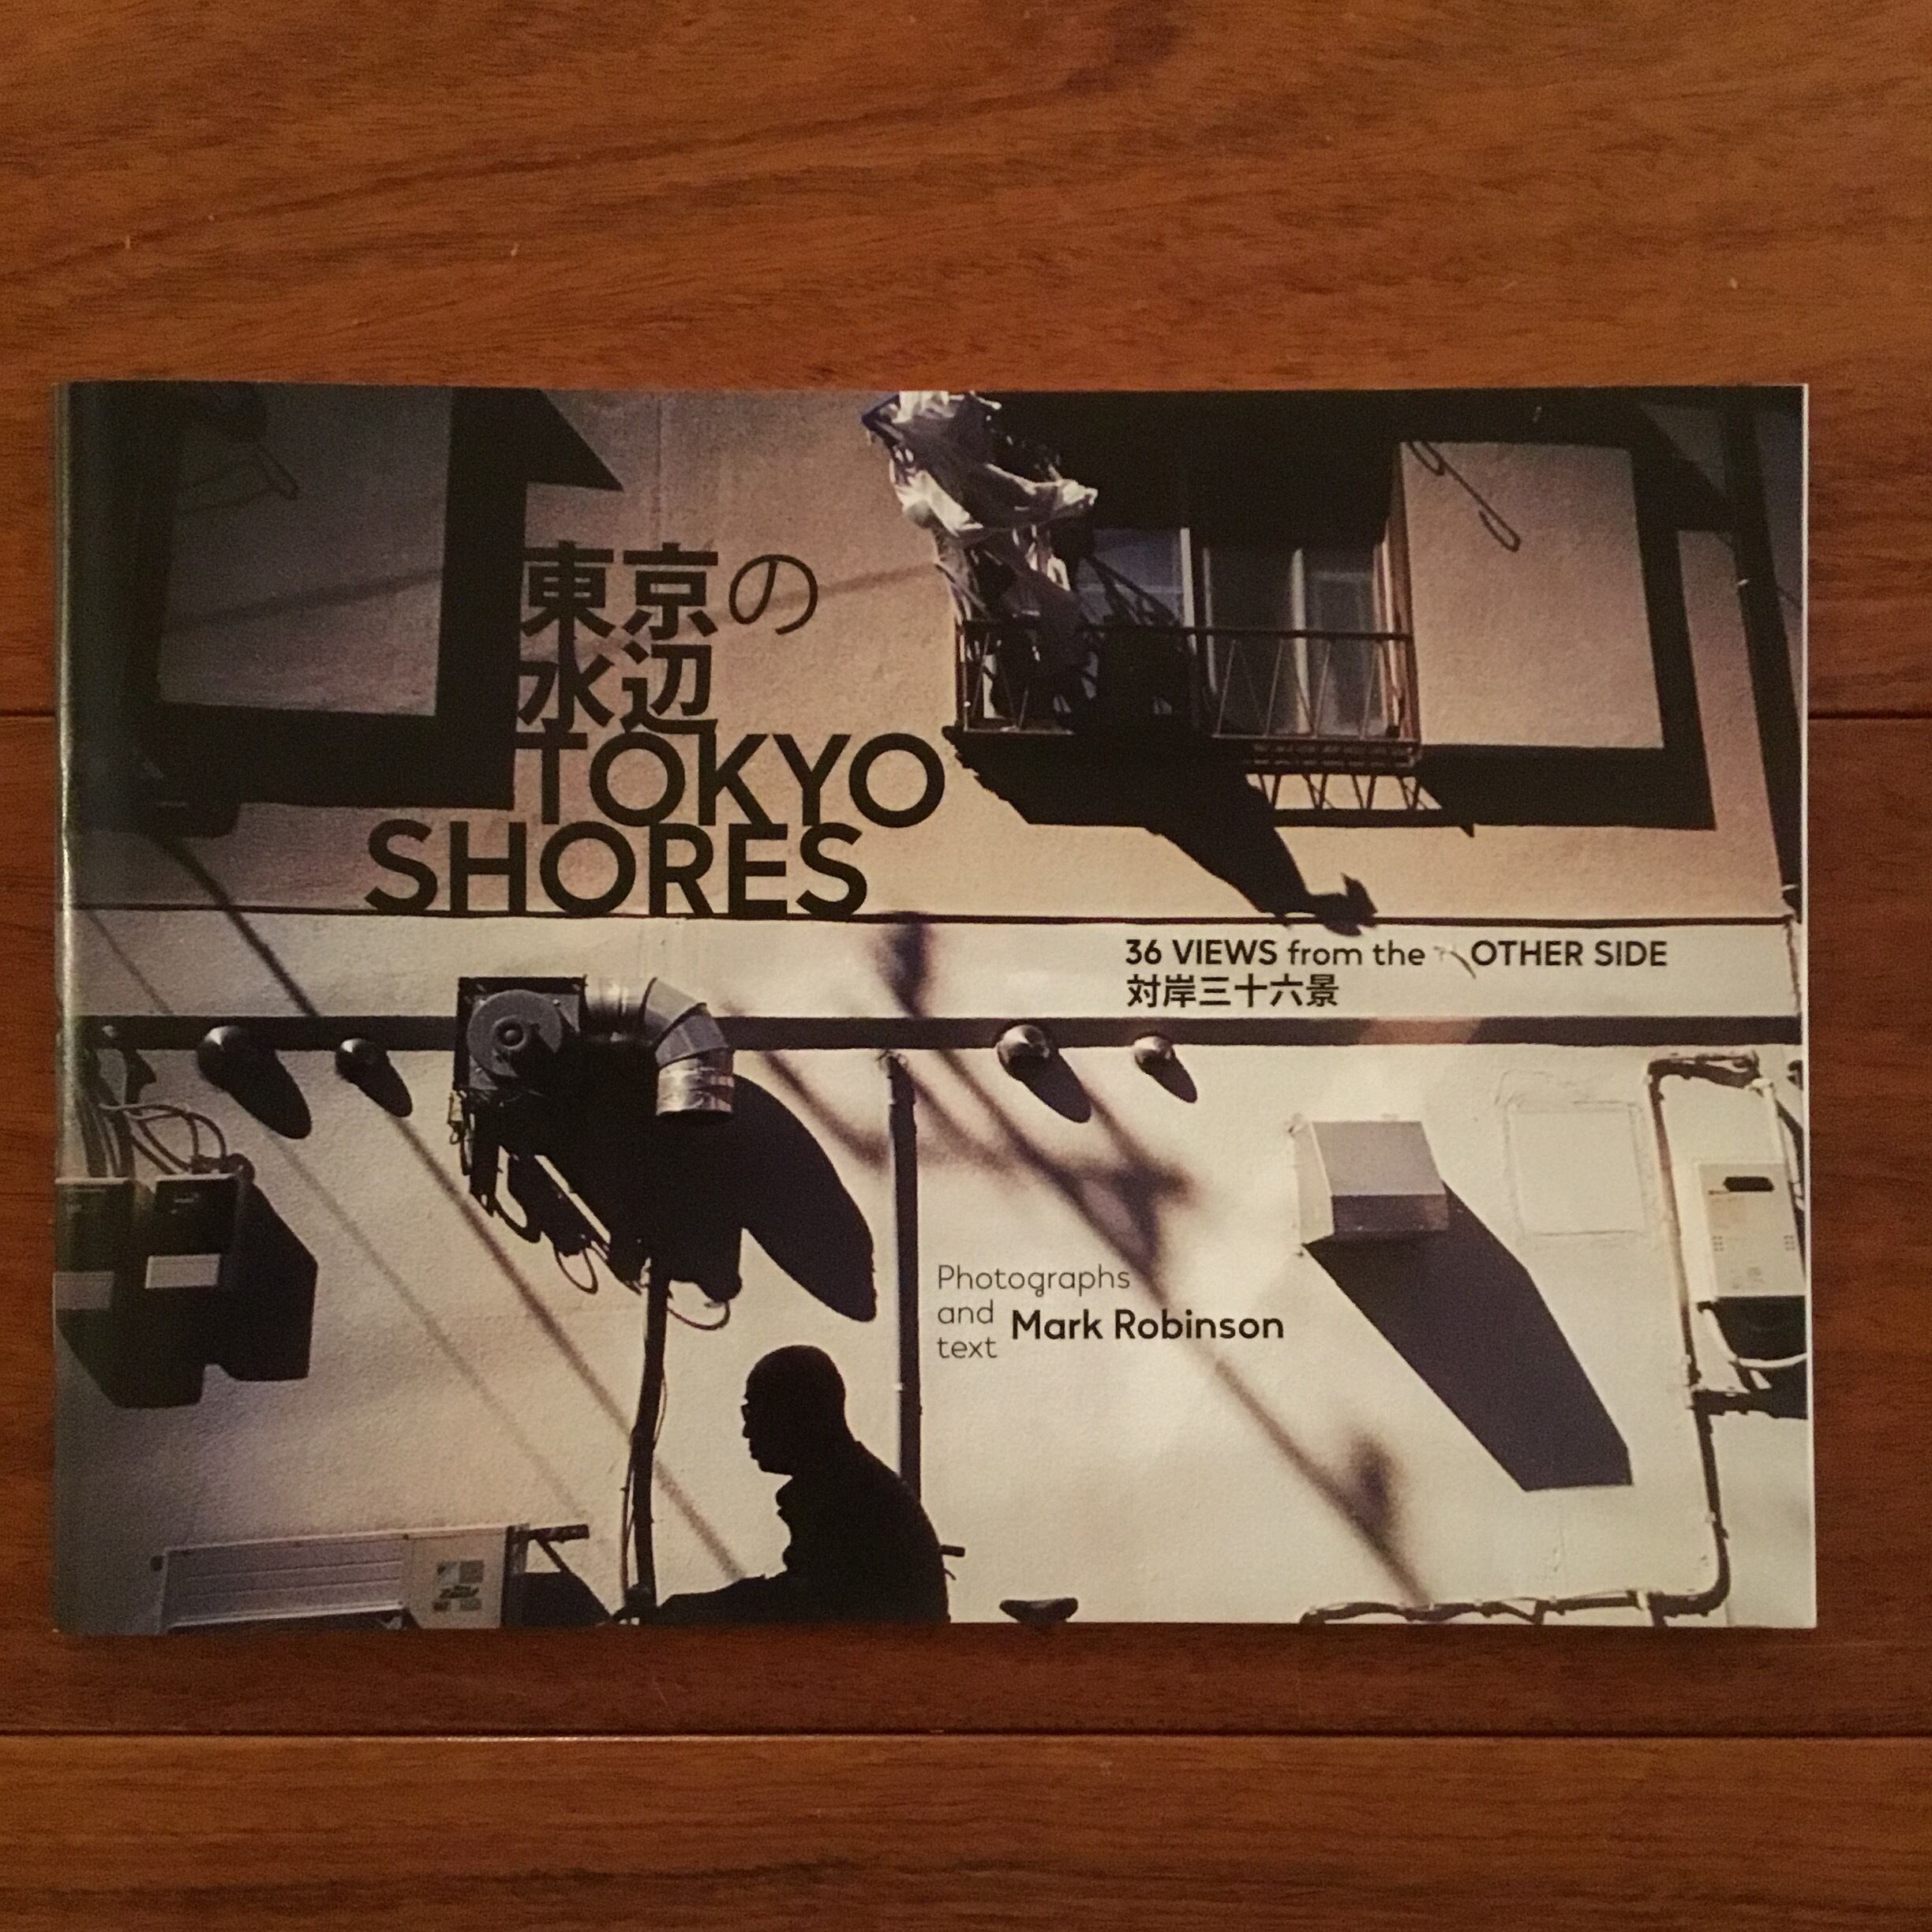 東京の
水辺
TOKYO
SHORES
36 VIEWS from the OTHER SIDE
対岸三十六景
Photographs
and
text
Mark Robinson